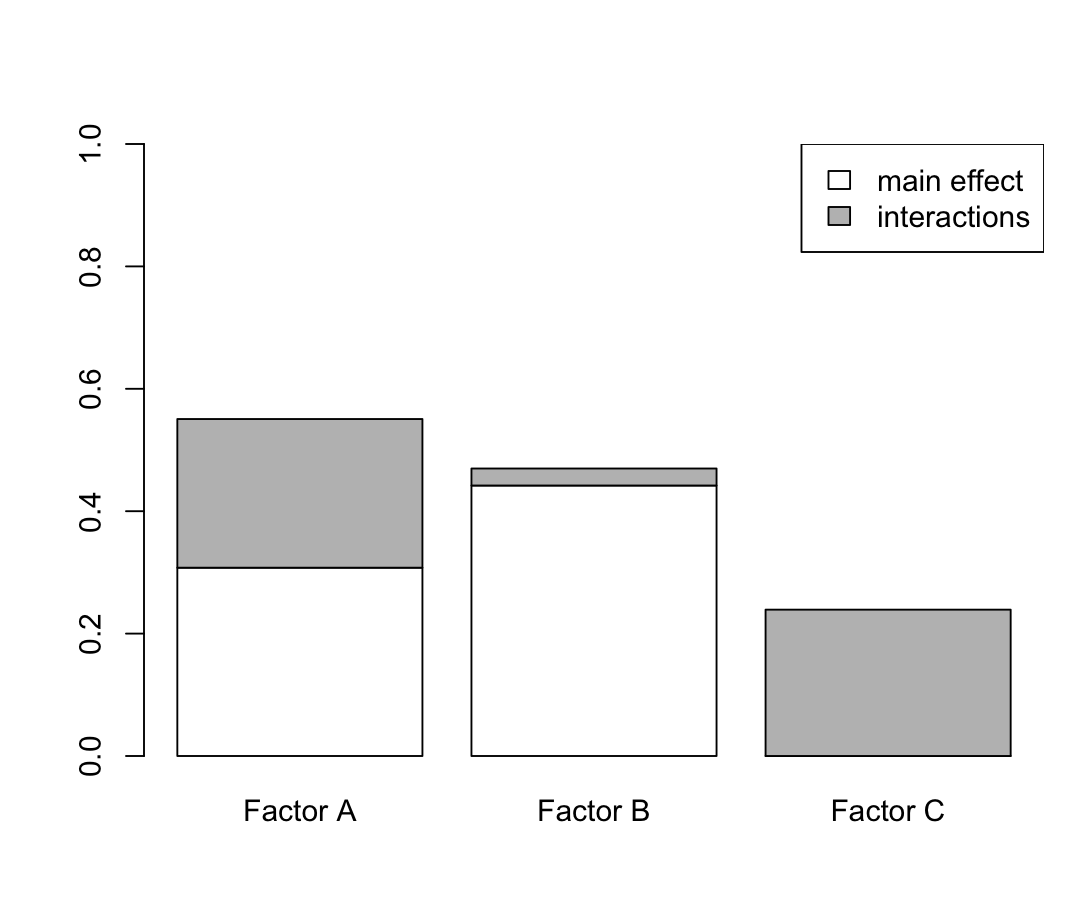 1.0
0.8
0.6
0.4
0.2
0.0
main effect
interactions
Factor A
Factor B
Factor C